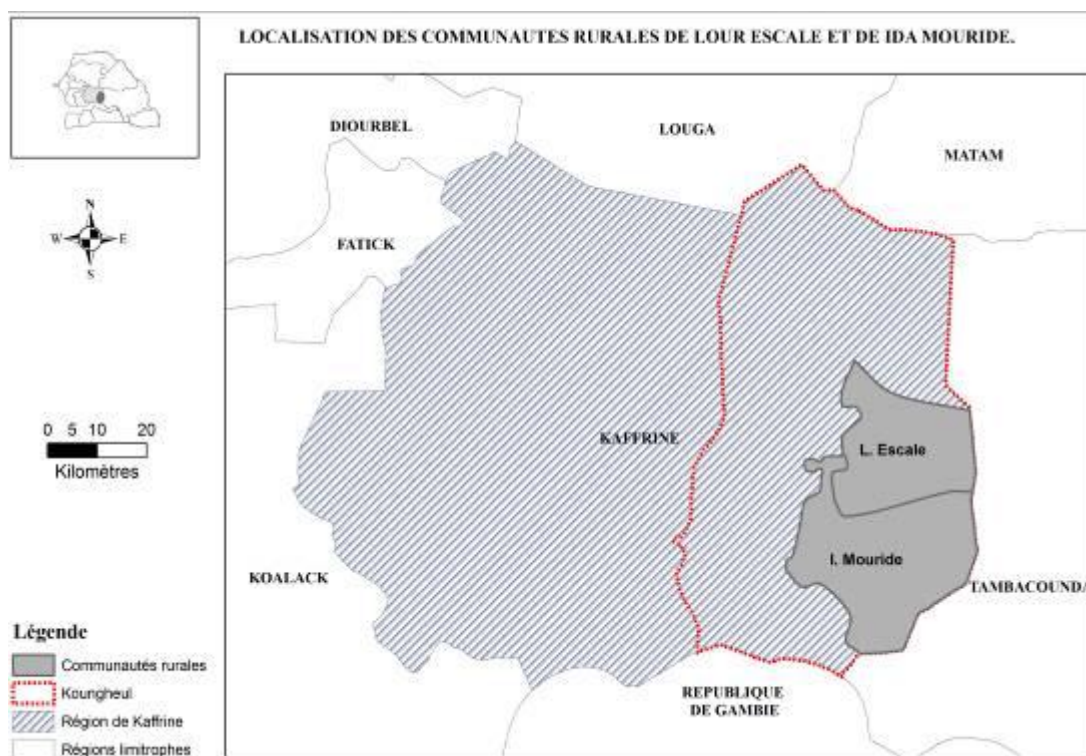 LOCALISATION DES COMMUNAUTES RURALES DE LOUR ESCALE ET DE IDA MOURIDE.
DIOURBEL
LOUGA
MATAM
N
W E
S
FATICK
0 5 10 20
Kilomètres
KAFFRINE
L. Escale
I. Mouride
KOALACK
TAMBACOUNDA
REPUBLIQUE
DE GAMBIE
Légende
Communautés rurales
Koungheul
Région de Kaffrine
Régions limitrophes